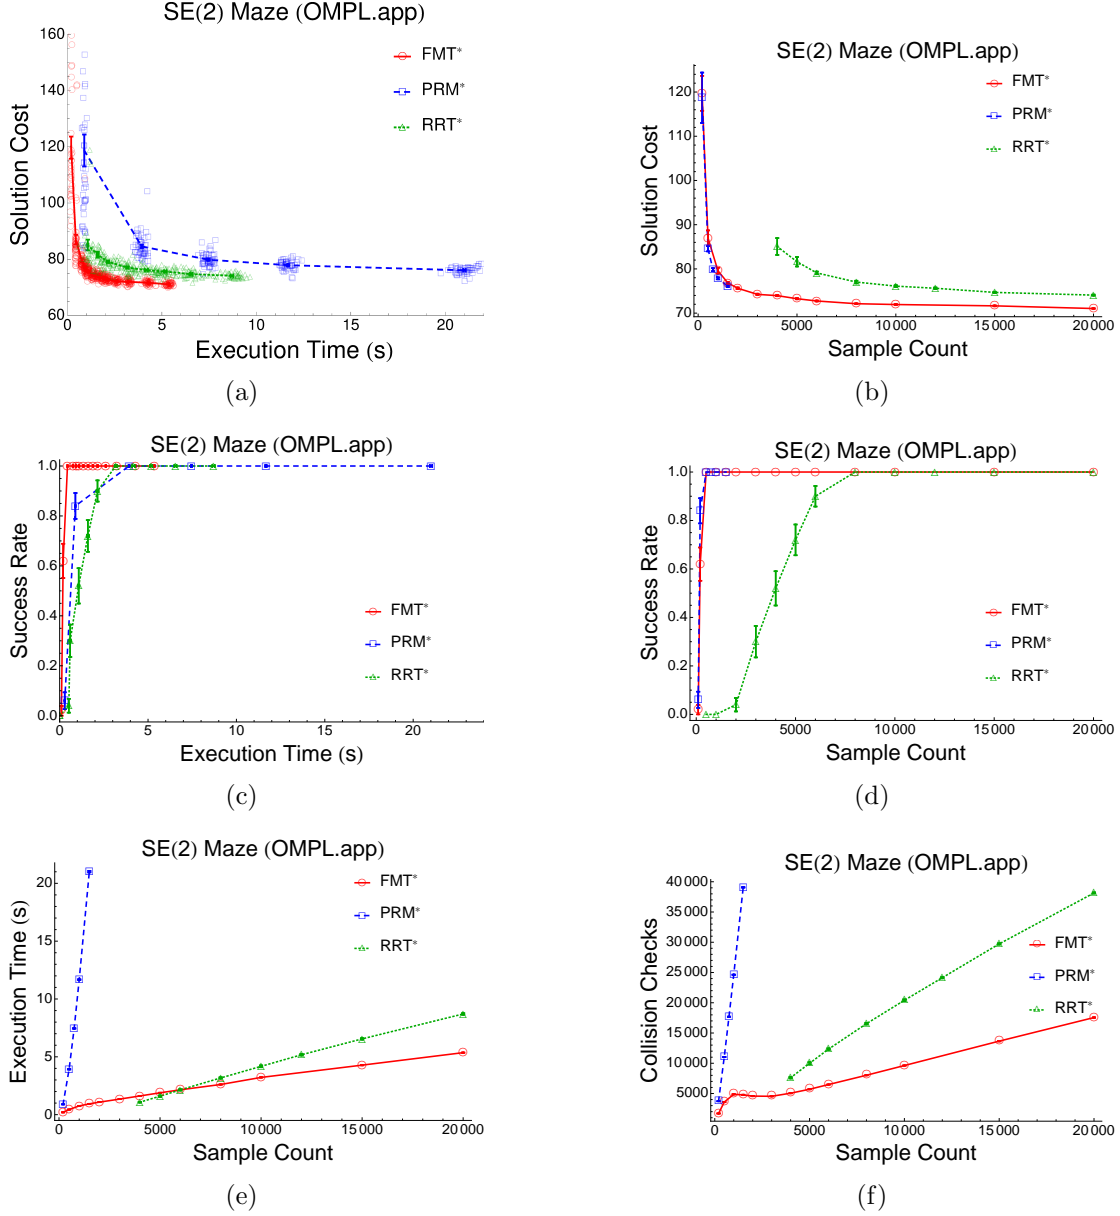 SE(2) Maze (OMPL.app)
160
140
120
100
80
60
0
5
10
15
20
Solution Cost
Execution Time (s)
FMT*
PRM*
RRT*
(a)
SE(2) Maze (OMPL.app)
120
110
100
90
80
70
0
5000
10000
15000
20000
Solution Cost
Sample Count
FMT*
PRM*
RRT*
(b)
SE(2) Maze (OMPL.app)
1.0
0.8
0.6
0.4
0.2
0.0
0
5
10
15
20
Success Rate
Execution Time (s)
FMT*
PRM*
RRT*
(c)
SE(2) Maze (OMPL.app)
1.0
0.8
0.6
0.4
0.2
0.0
0
5000
10000
15000
20000
Success Rate
Sample Count
FMT*
PRM*
RRT*
(d)
SE(2) Maze (OMPL.app)
20
15
10
5
0
0
5000
10000
15000
20000
Execution Time (s)
Sample Count
FMT*
PRM*
RRT*
(e)
SE(2) Maze (OMPL.app)
40000
35000
30000
25000
20000
15000
10000
5000
0
5000
10000
15000
20000
Collision Checks
Sample Count
FMT*
PRM*
RRT*
(f)